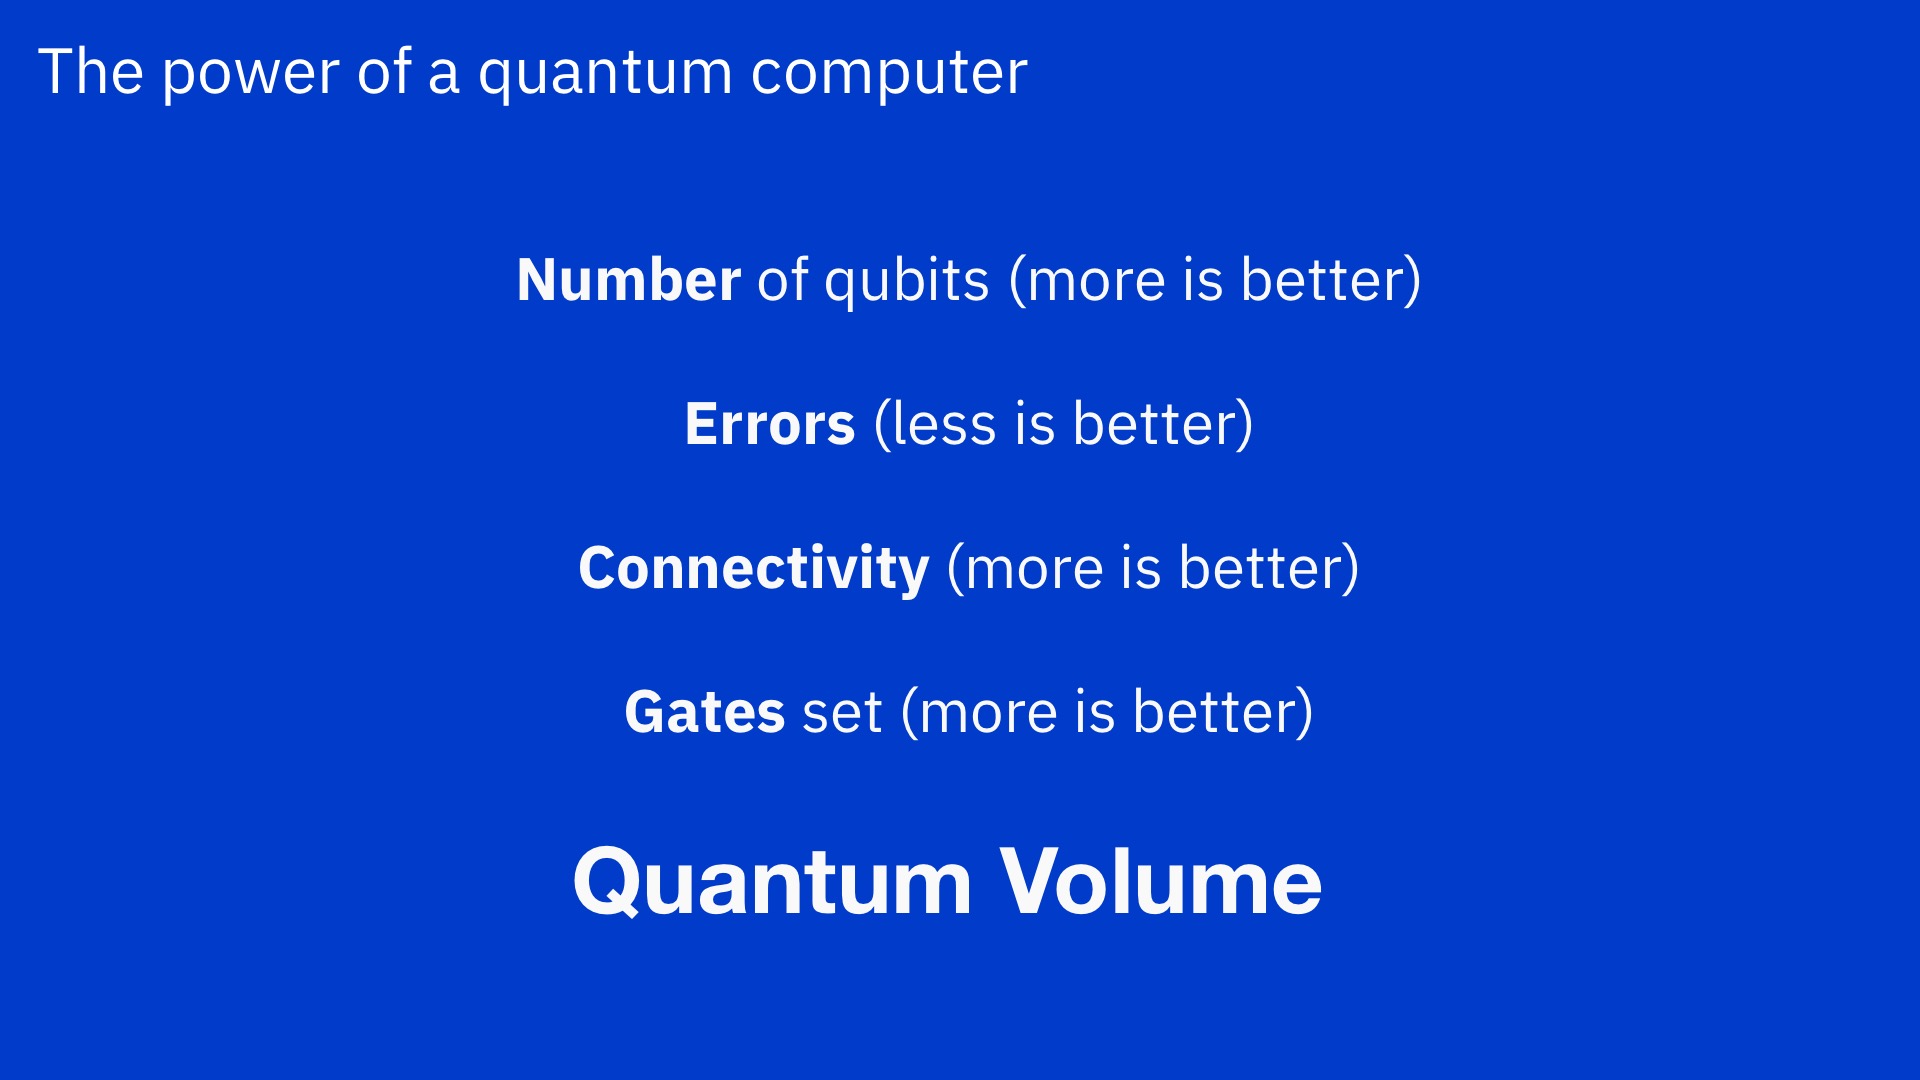 The power of a quantum computer
Number of qubits (more is better)
Errors (less is better)
Connectivity (more is better)
Gates set (more is better)
Quantum Volume